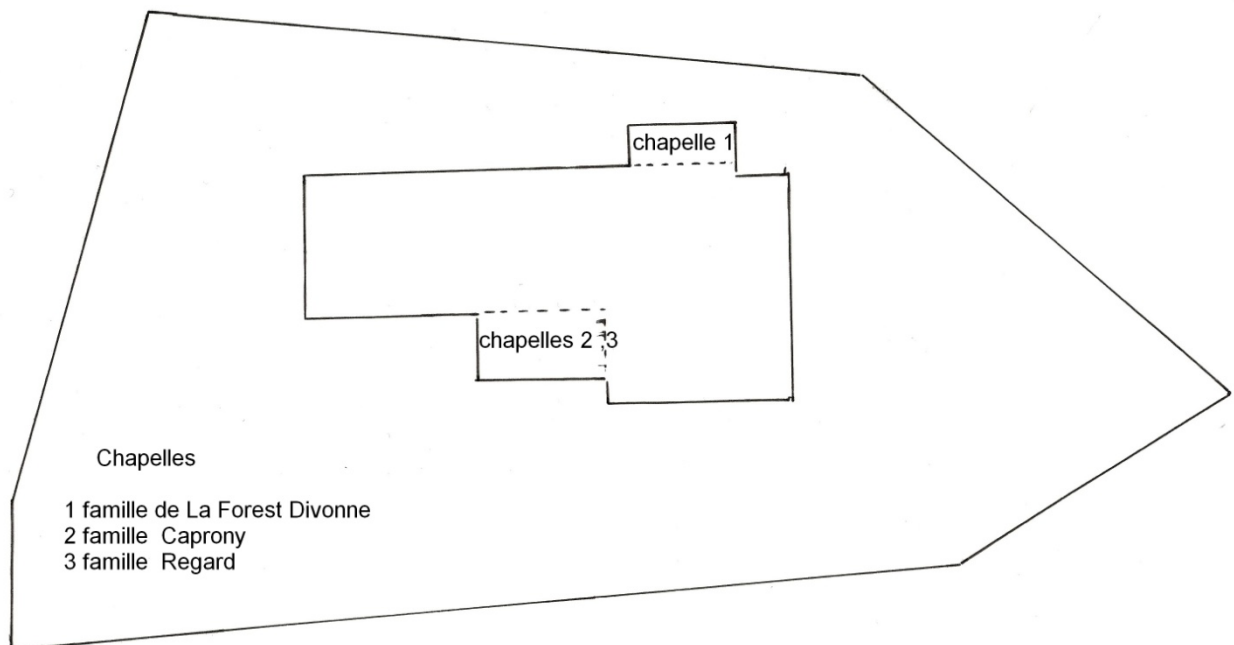 chapelle 1
chapelles 2 3
Chapelles
1 famille de La Forest Divonne
2 famille Caprony
3 famille Regard